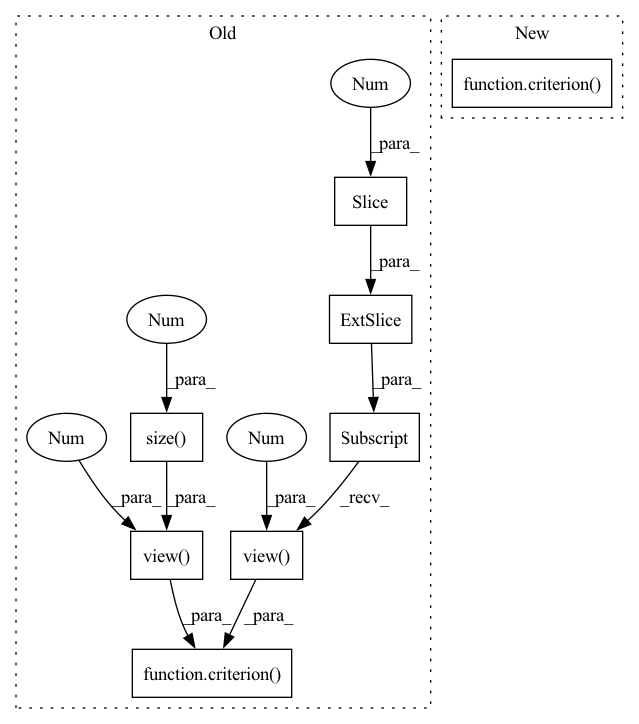 Old
New
Num
function.criterion()
_para_
Slice
_para_
Num
ExtSlice
_para_
_para_
Num
size()
Num
Subscript
_para_
_para_
_para_
_recv_
view()
view()
_para_
_para_
function.criterion()